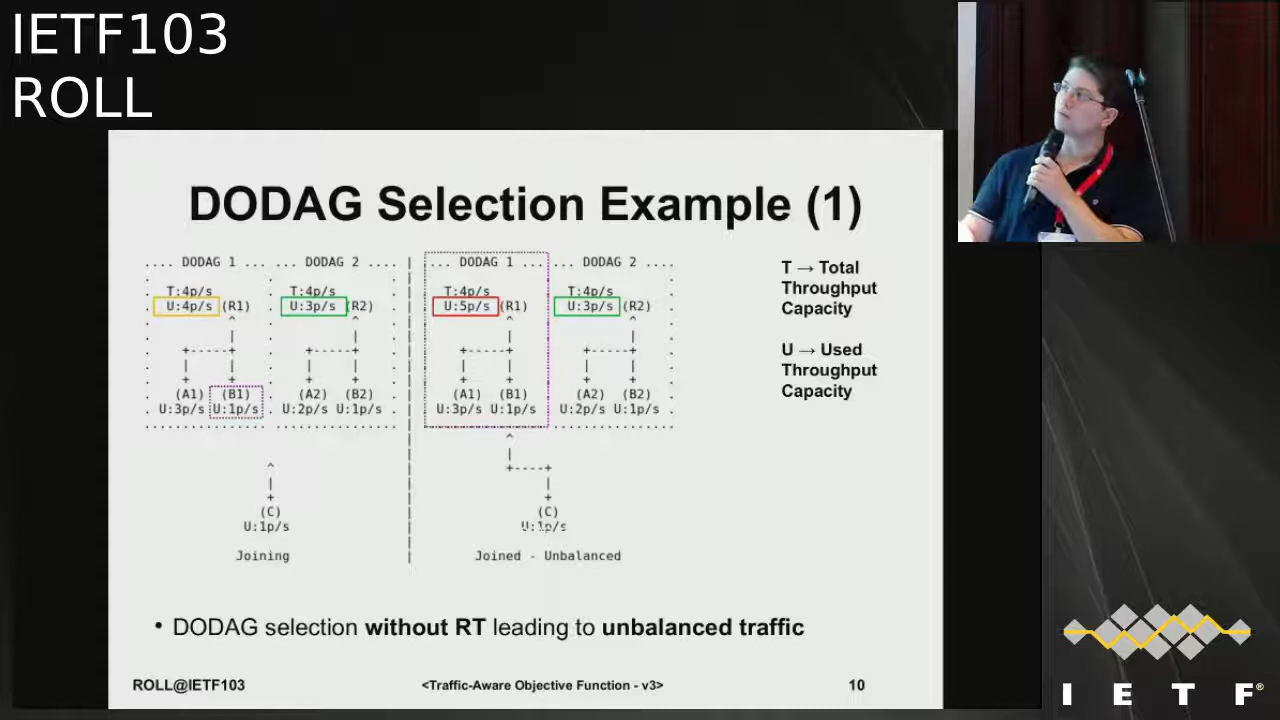 IETF103
ROLL
DODAG Selection Example (1)
.... DODAG 1 ... ... DODAG 2 .... | ... DODAG 1 ... ... DODAG 2 ....
T:4p/s T:4p/s T:4p/s T:4p/s
U:4p/s (R1) U:3p/s (R2) U:5p/s (R1) U:3p/s (R2)
(A1) (B1) (A2) (B2) (A1) (B1) (A2) (B2)
U:3p/s U:1p/s U:2p/s U:1p/s U:3p/s U:1p/s U:2p/s U:1p/s
(C) (C)
U:1p/s U:1p/s
Joining Joined - Unbalanced
T → Total
Throughput
Capacity
U → Used
Throughput
Capacity
• DODAG selection without RT leading to unbalanced traffic
ROLL@IETF103 <Traffic-Aware Objective Function - v3> 10
I E T F®